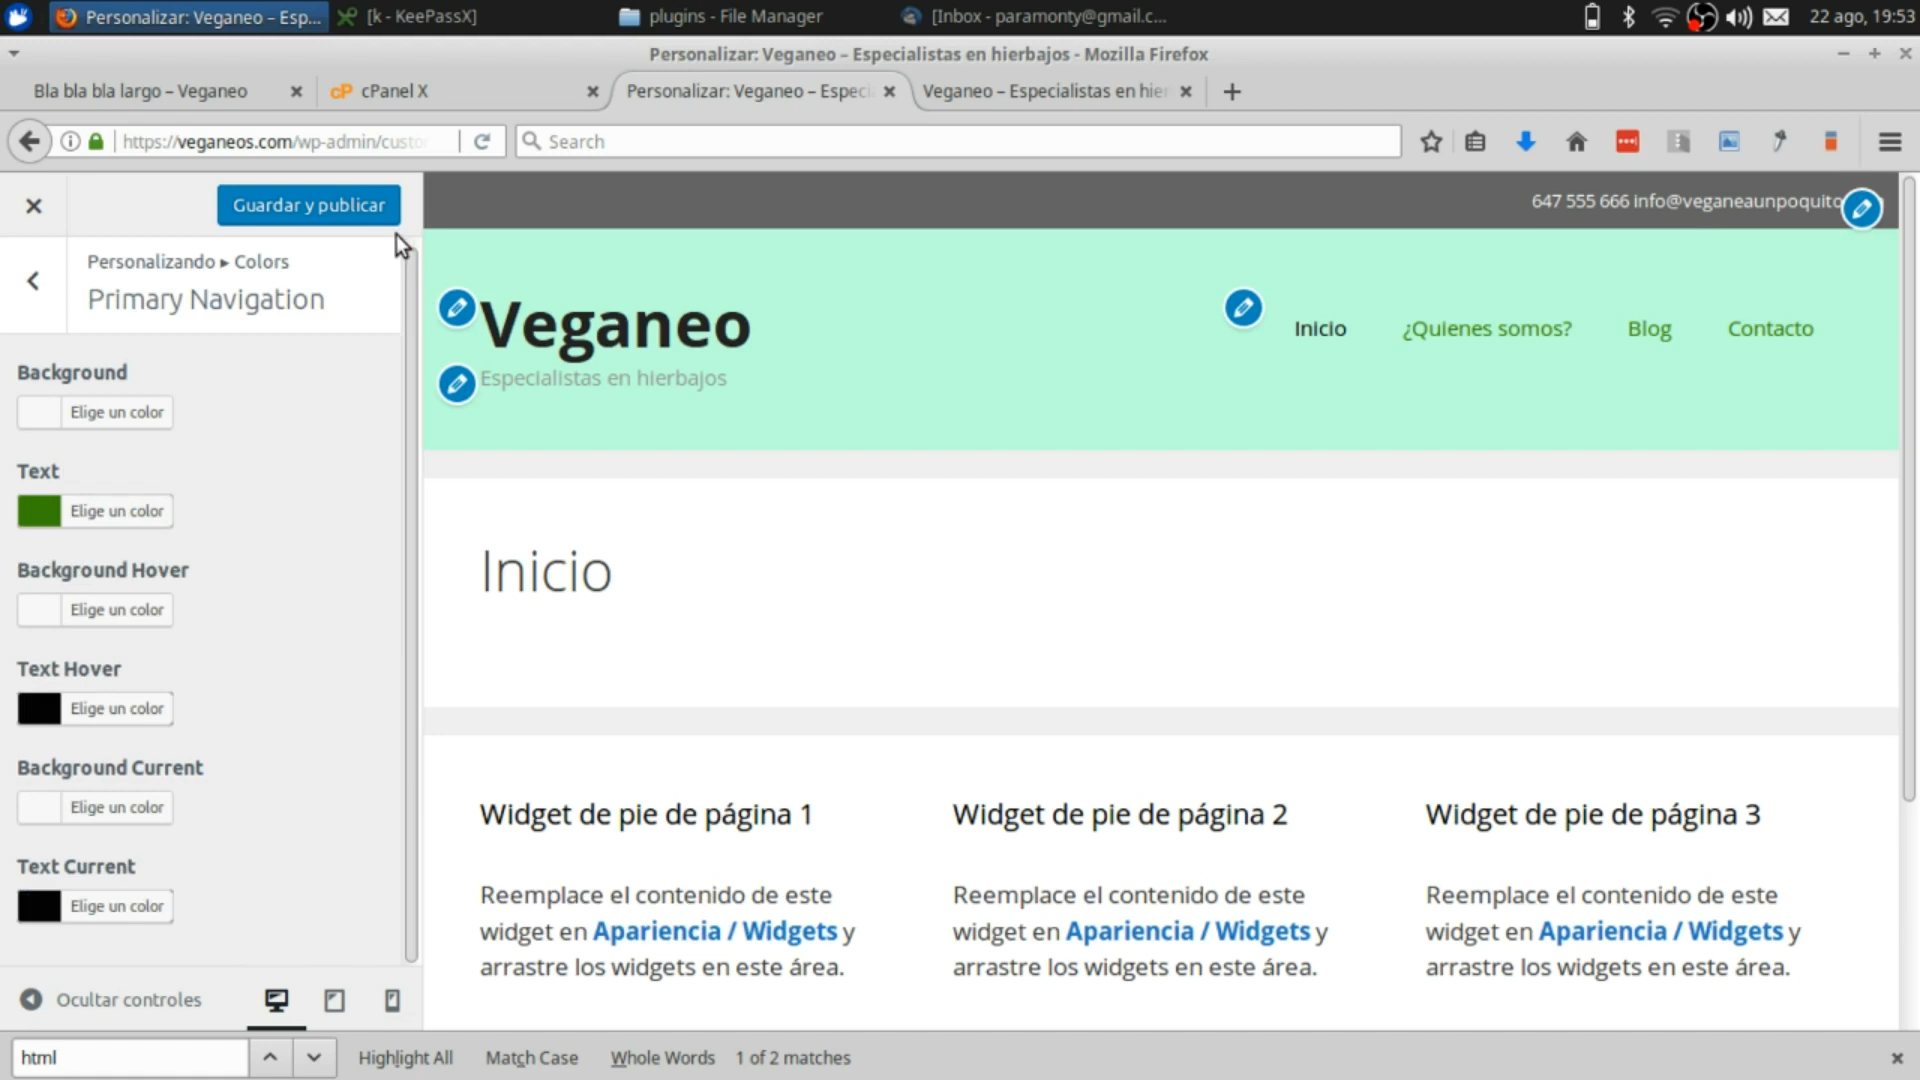 Personalizar: Veganeo – Esp...
[k - KeePassX]
plugins - File Manager
[Inbox - paramonty@gmail.c...
22 ago, 19:53
Personalizar: Veganeo – Especialistas en hierbajos - Mozilla Firefox
Bla bla bla largo – Veganeo
cP cPanel X
Personalizar: Veganeo – Especi
Veganeo – Especialistas en hier
https://veganeos.com/wp-admin/custo
Search
Guardar y publicar
647 555 666 info@veganeaunpoquito
Personalizando ▸ Colors
Primary Navigation
Veganeo
Especialistas en hierbajos
Inicio
¿Quienes somos?
Blog
Contacto
Background
Elige un color
Text
Elige un color
Background Hover
Elige un color
Text Hover
Elige un color
Background Current
Elige un color
Text Current
Elige un color
Inicio
Widget de pie de página 1
Reemplace el contenido de este
widget en Apariencia / Widgets y
arrastre los widgets en este área.
Widget de pie de página 2
Reemplace el contenido de este
widget en Apariencia / Widgets y
arrastre los widgets en este área.
Widget de pie de página 3
Reemplace el contenido de este
widget en Apariencia / Widgets y
arrastre los widgets en este área.
Ocultar controles
html
Highlight All
Match Case
Whole Words
1 of 2 matches